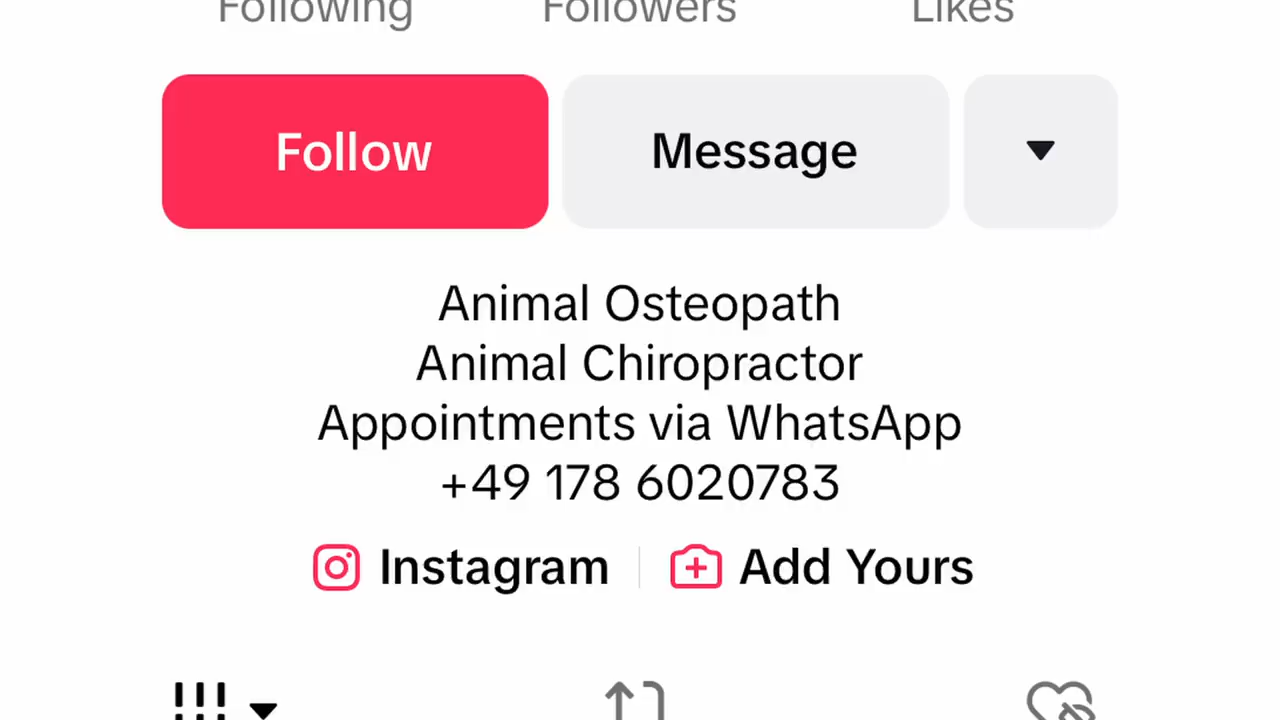 Following Followers Likes
Follow Message
Animal Osteopath
Animal Chiropractor
Appointments via WhatsApp
+49 178 6020783
Instagram Add Yours